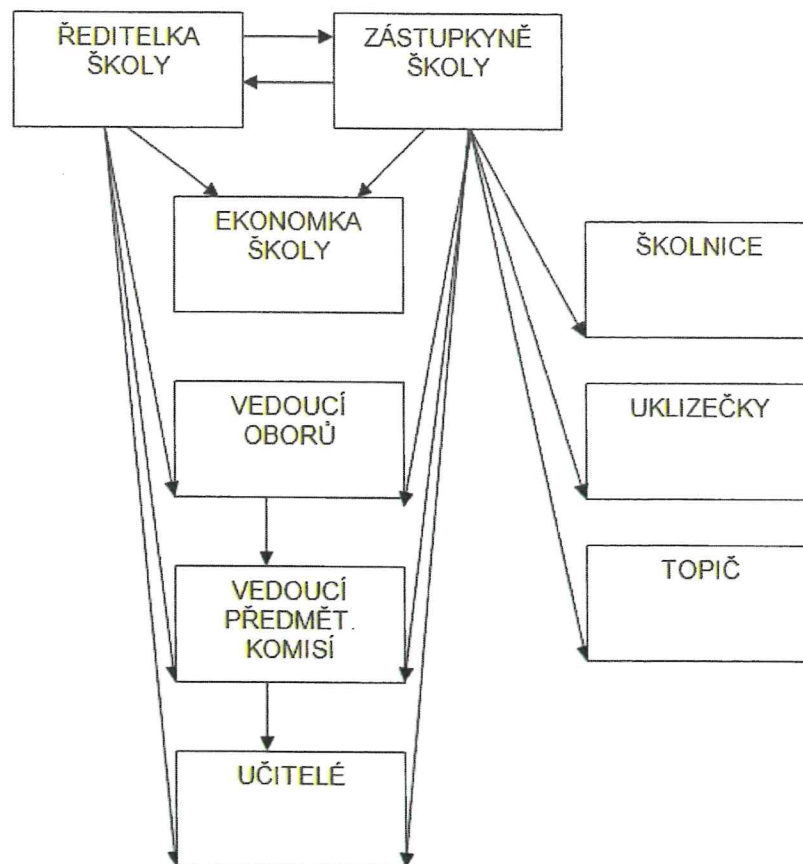 ŘEDITELKA
ŠKOLY
ZÁSTUPKYNĚ
ŠKOLY
EKONOMKA
ŠKOLY
ŠKOLNICE
VEDOUCÍ
OBORŮ
UKLIZEČKY
VEDOUCÍ
PŘEDMĚT.
KOMISÍ
TOPIČ
UČITELÉ